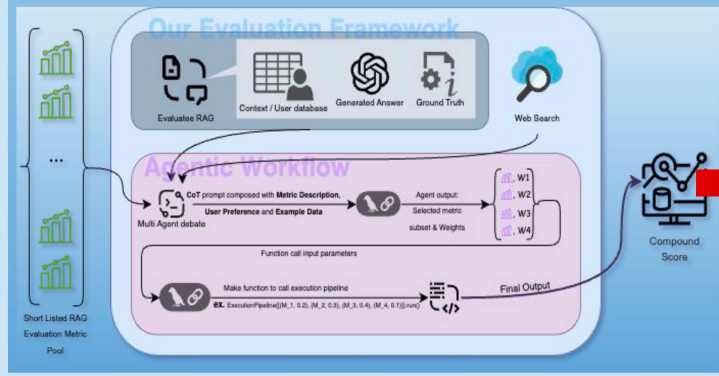 Our Evaluation Framework
Evaluatee RAG
Context / User database
Generated Answer
Ground Truth
Web Search
Agentic Workflow
CoT prompt composed with Metric Description,
User Preference and Example Data
Multi Agent debate
Agent output:
Selected metric
subset & Weights
, W1
, W2
, W3
, W4
Function call input parameters
Make function to call execution pipeline
ex. ExecutionPipeline([(M_1, 0.2), (M_2, 0.3), (M_3, 0.4), (M_4, 0.1)]).run()
Final Output
Compound
Score
...
Short Listed RAG
Evaluation Metric
Pool